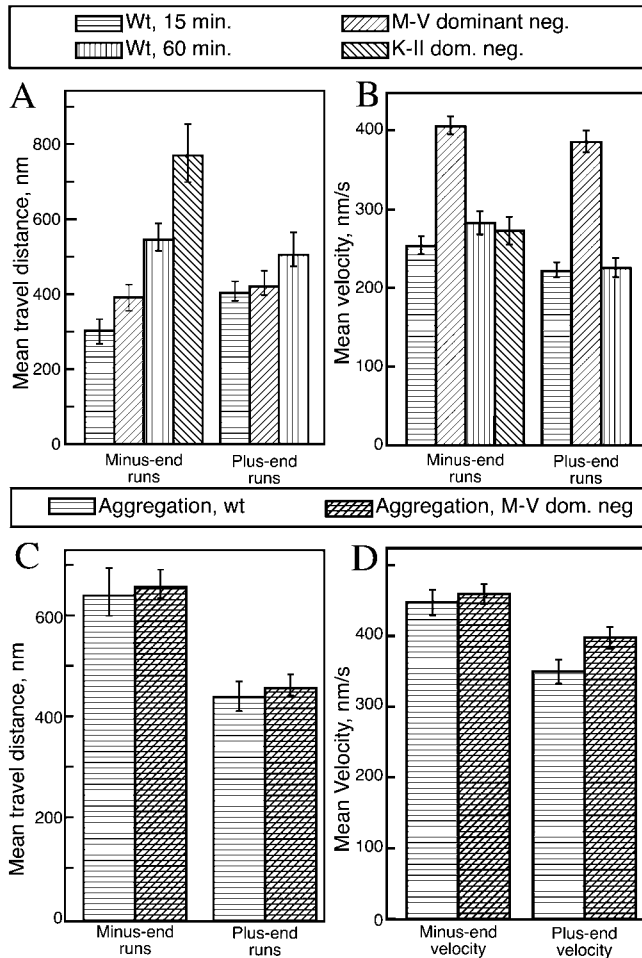 Wt, 15 min.
M-V dominant neg.
Wt, 60 min.
K-II dom. neg.
A
Mean travel distance, nm
800
600
400
200
0
Minus-end
runs
Plus-end
runs
B
Mean velocity, nm/s
400
300
200
100
0
Minus-end
runs
Plus-end
runs
Aggregation, wt
Aggregation, M-V dom. neg
C
Mean travel distance, nm
600
400
200
0
Minus-end
runs
Plus-end
runs
D
Mean Velocity, nm/s
400
300
200
100
0
Minus-end
velocity
Plus-end
velocity